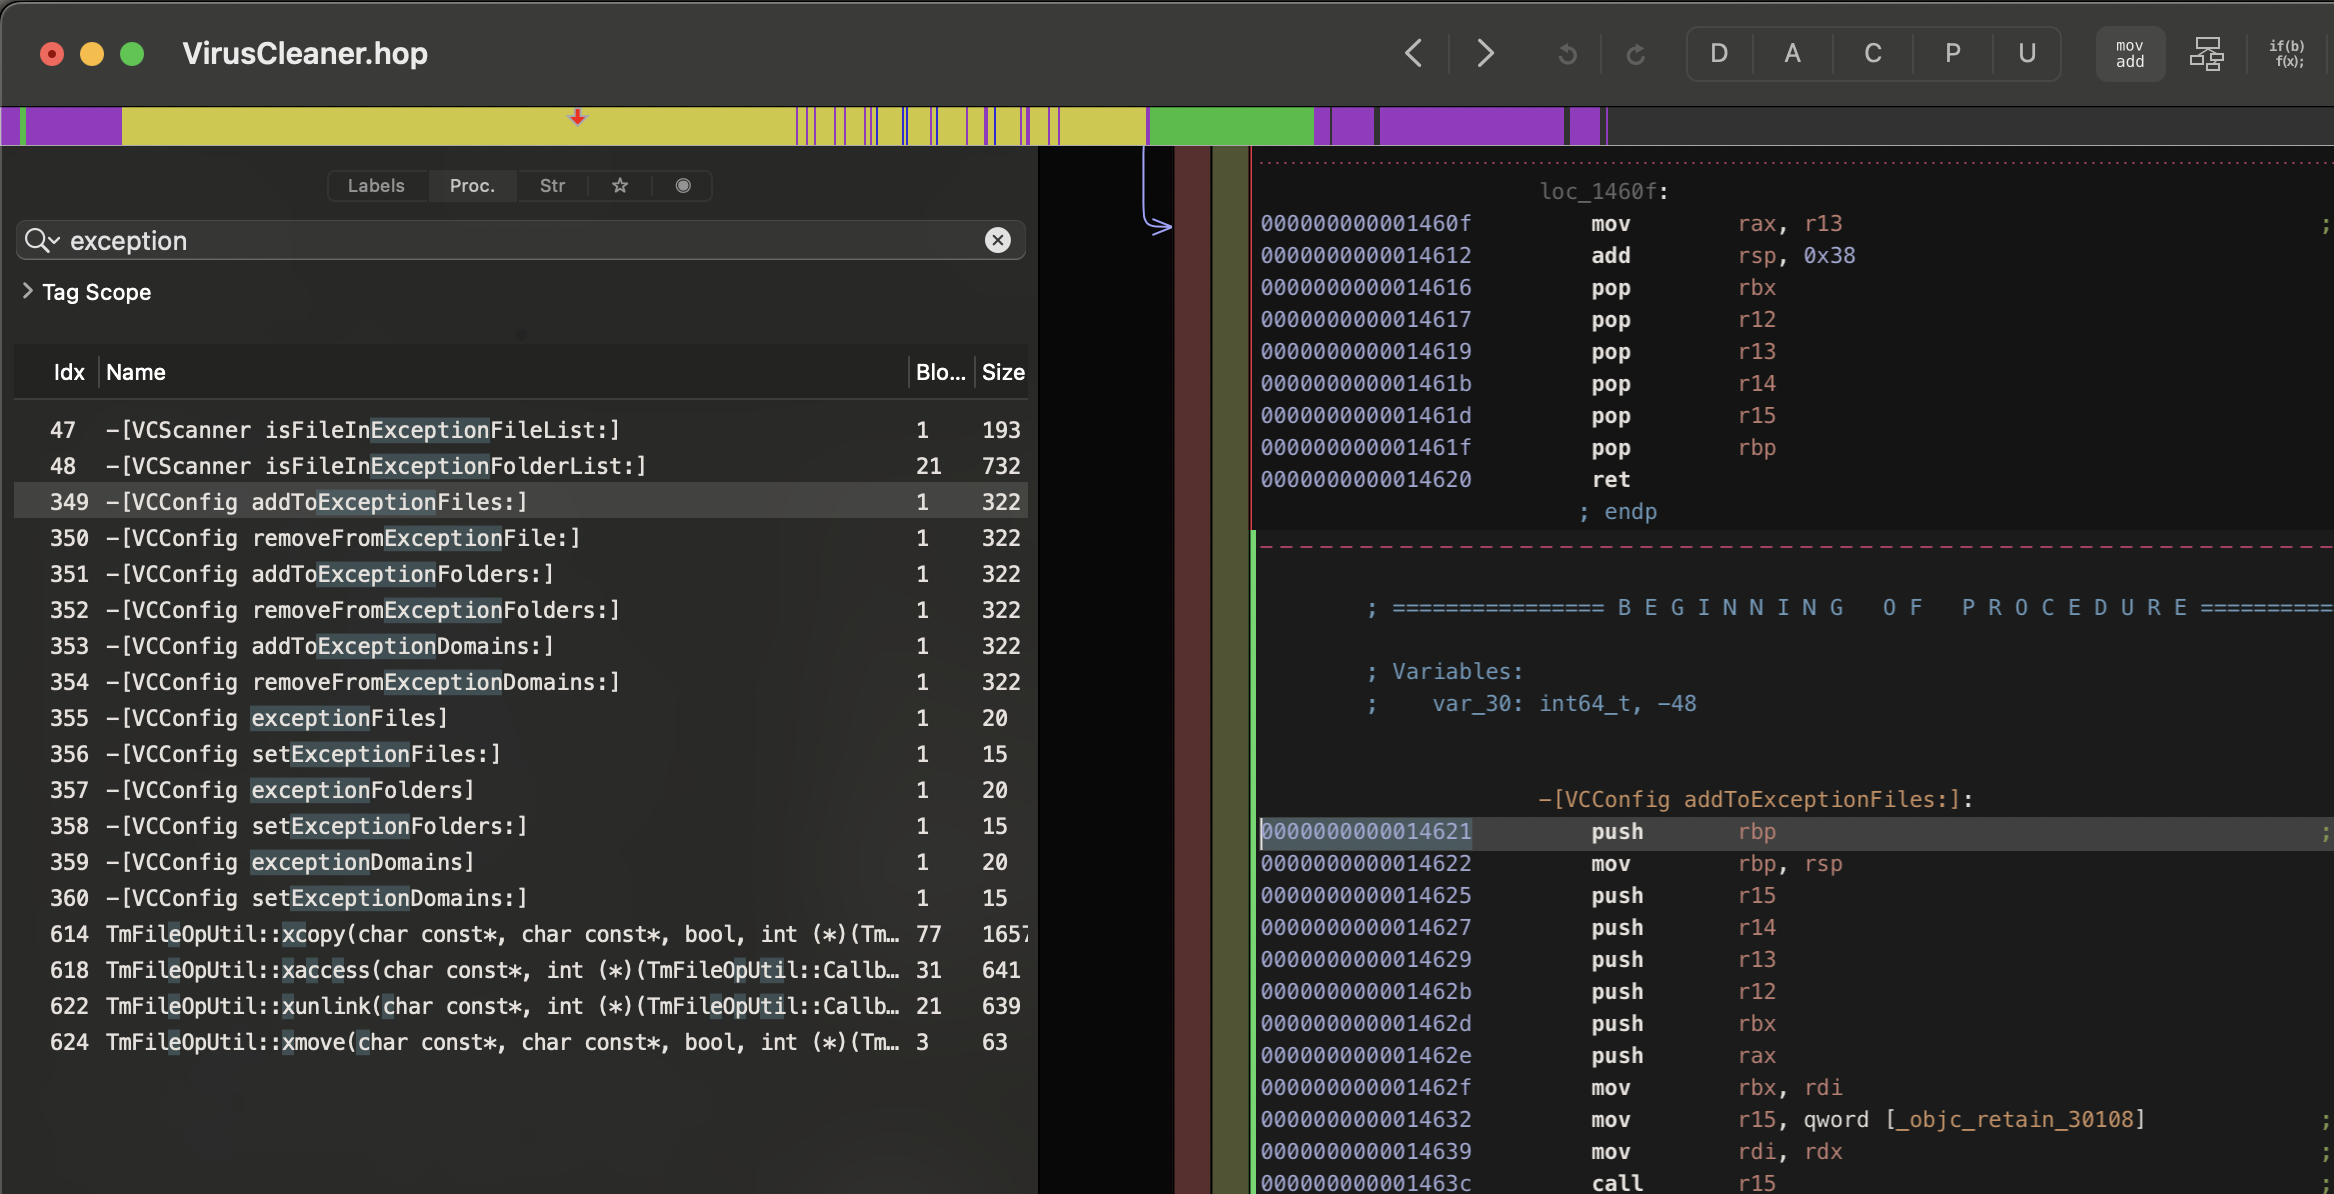 VirusCleaner.hop
D A C P U
mov add
if(b) f(x);
Labels Proc. Str
exception
Tag Scope
Idx Name Blo... Size
47 -[VCScanner isFileInExceptionFileList:] 1 193
48 -[VCScanner isFileInExceptionFolderList:] 21 732
349 -[VCConfig addToExceptionFiles:] 1 322
350 -[VCConfig removeFromExceptionFile:] 1 322
351 -[VCConfig addToExceptionFolders:] 1 322
352 -[VCConfig removeFromExceptionFolders:] 1 322
353 -[VCConfig addToExceptionDomains:] 1 322
354 -[VCConfig removeFromExceptionDomains:] 1 322
355 -[VCConfig exceptionFiles] 1 20
356 -[VCConfig setExceptionFiles:] 1 15
357 -[VCConfig exceptionFolders] 1 20
358 -[VCConfig setExceptionFolders:] 1 15
359 -[VCConfig exceptionDomains] 1 20
360 -[VCConfig setExceptionDomains:] 1 15
614 TmFileOpUtil::xcopy(char const*, char const*, bool, int (*)(Tm... 77 1657
618 TmFileOpUtil::xaccess(char const*, int (*)(TmFileOpUtil::Callb... 31 641
622 TmFileOpUtil::xunlink(char const*, int (*)(TmFileOpUtil::Callb... 21 639
624 TmFileOpUtil::xmove(char const*, char const*, bool, int (*)(Tm... 3 63
loc_1460f:
000000000001460f mov rax, r13 ;
0000000000014612 add rsp, 0x38
0000000000014616 pop rbx
0000000000014617 pop r12
0000000000014619 pop r13
000000000001461b pop r14
000000000001461d pop r15
000000000001461f pop rbp
0000000000014620 ret
; endp
; ================ B E G I N N I N G   O F   P R O C E D U R E ==========
; Variables:
;    var_30: int64_t, -48
-[VCConfig addToExceptionFiles:]:
0000000000014621 push rbp ;
0000000000014622 mov rbp, rsp
0000000000014625 push r15
0000000000014627 push r14
0000000000014629 push r13
000000000001462b push r12
000000000001462d push rbx
000000000001462e push rax
000000000001462f mov rbx, rdi
0000000000014632 mov r15, qword [_objc_retain_30108] ;
0000000000014639 mov rdi, rdx ;
000000000001463c call r15 ;